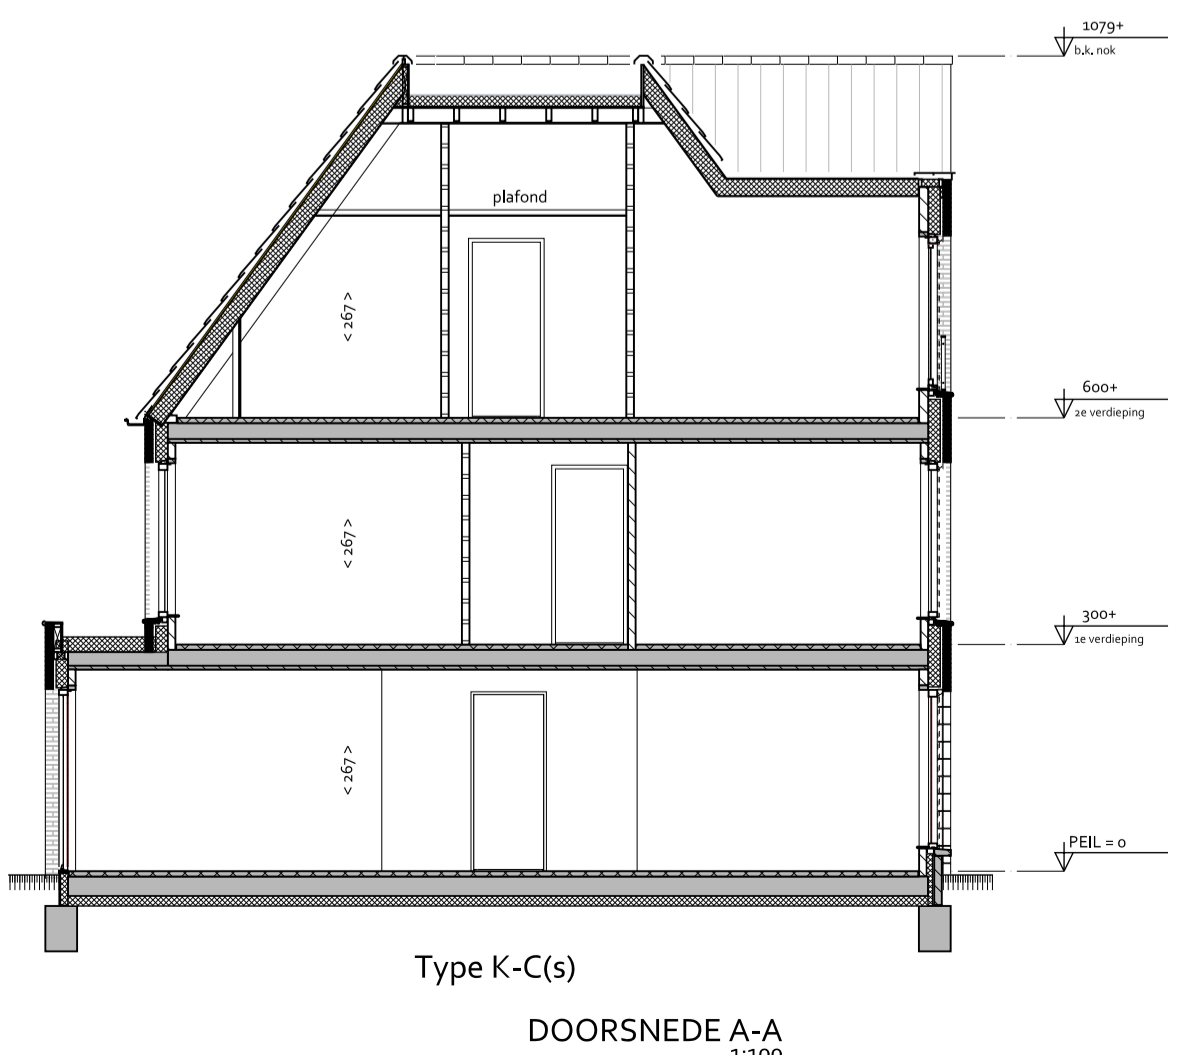 1079+
b.k. nok
plafond
< 267 >
600+
2e verdieping
< 267 >
300+
1e verdieping
< 267 >
PEIL = 0
Type K-C(s)
DOORSNEDE A-A
1:100